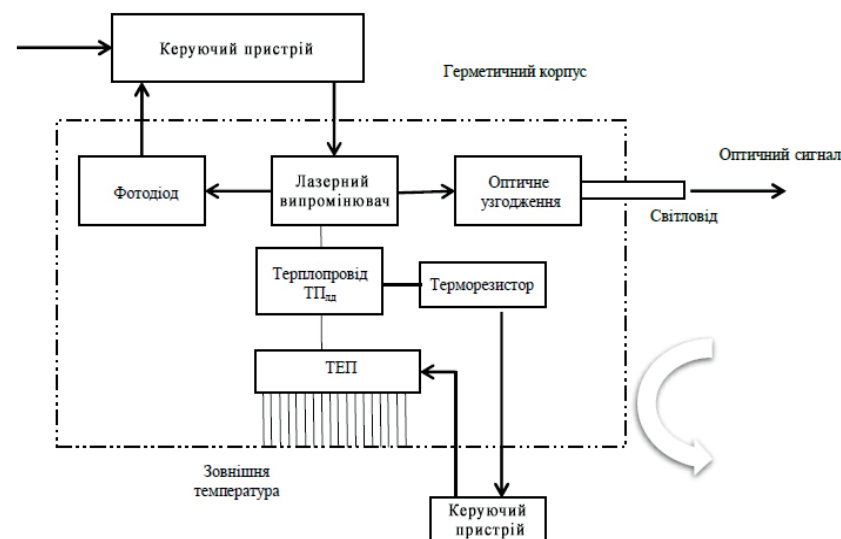 Керуючий пристрій
Герметичний корпус
Оптичний сигнал
Фотодіод
Лазерний
випромінювач
Оптичне
узгодження
Світловід
Терплопровід
ТПлд
Терморезистор
ТЕП
Зовнішня
температура
Керуючий
пристрій